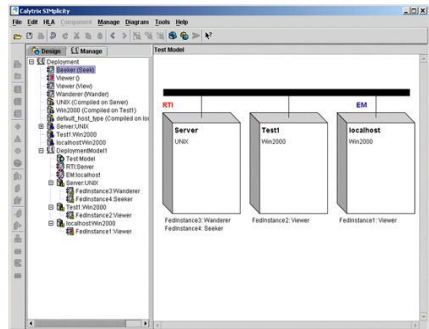 Calytrix SIMplicity
File Edit HLA Component Manage Diagram Tools Help
Design Manage
Test Model
Deployment
Seeker (Seek)
Viewer ()
Viewer (View)
Wanderer (Wander)
UNIX (Compiled on Server)
Win2000 (Compiled on Test1)
default_host_type (Compiled on loc
Server:UNIX
Test1:Win2000
localhost:Win2000
DeploymentModel1
Test Model
RTI:Server
EM:localhost
Server:UNIX
FedInstance3:Wanderer
FedInstance4:Seeker
Test1:Win2000
FedInstance2:Viewer
localhost:Win2000
FedInstance1:Viewer
RTI
EM
Server
UNIX
Test1
Win2000
localhost
Win2000
FedInstance3: Wanderer
FedInstance4: Seeker
FedInstance2: Viewer
FedInstance1: Viewer